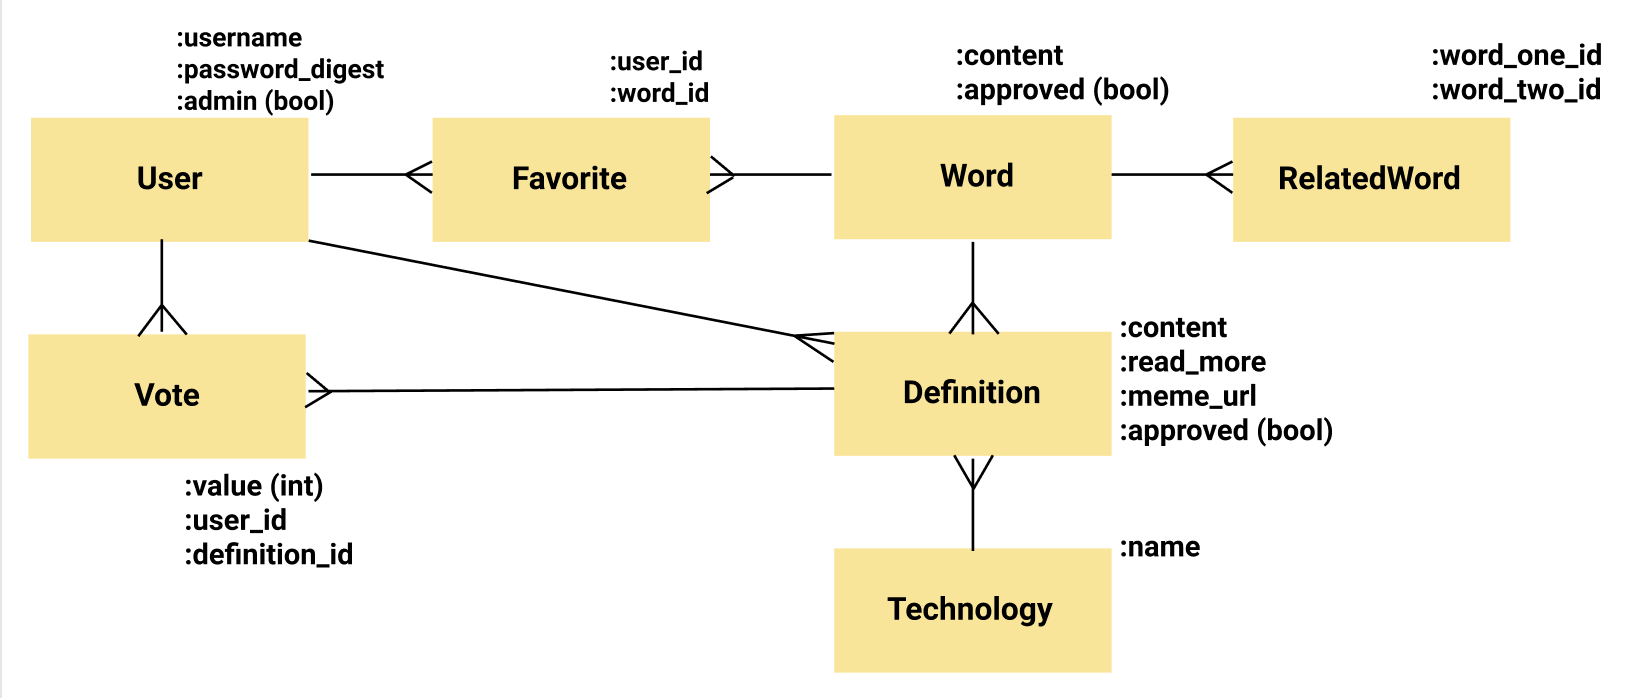 :username
:password_digest
:admin (bool)
User
:user_id
:word_id
Favorite
:content
:approved (bool)
Word
:word_one_id
:word_two_id
RelatedWord
Vote
:value (int)
:user_id
:definition_id
Definition
:content
:read_more
:meme_url
:approved (bool)
:name
Technology